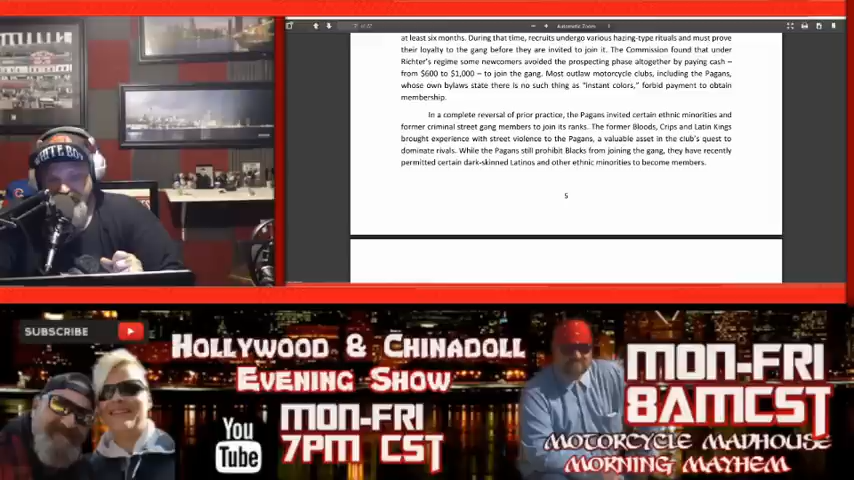 Automatic Zoom
at least six months. During that time, recruits undergo various hazing-type rituals and must prove
their loyalty to the gang before they are invited to join it. The Commission found that under
Richter's regime some newcomers avoided the prospecting phase altogether by paying cash –
from $600 to $1,000 – to join the gang. Most outlaw motorcycle clubs, including the Pagans,
whose own bylaws state there is no such thing as "instant colors," forbid payment to obtain
membership.
In a complete reversal of prior practice, the Pagans invited certain ethnic minorities and
former criminal street gang members to join its ranks. The former Bloods, Crips and Latin Kings
brought experience with street violence to the Pagans, a valuable asset in the club's quest to
dominate rivals. While the Pagans still prohibit Blacks from joining the gang, they have recently
permitted certain dark-skinned Latinos and other ethnic minorities to become members.
5
WHITE BOY
SUBSCRIBE
Hollywood & Chinadoll
Evening Show
You
Tube
MON-FRI
7PM CST
MON-FRI
8AMCST
MOTORCYCLE MADHOUSE
MORNING MAYHEM